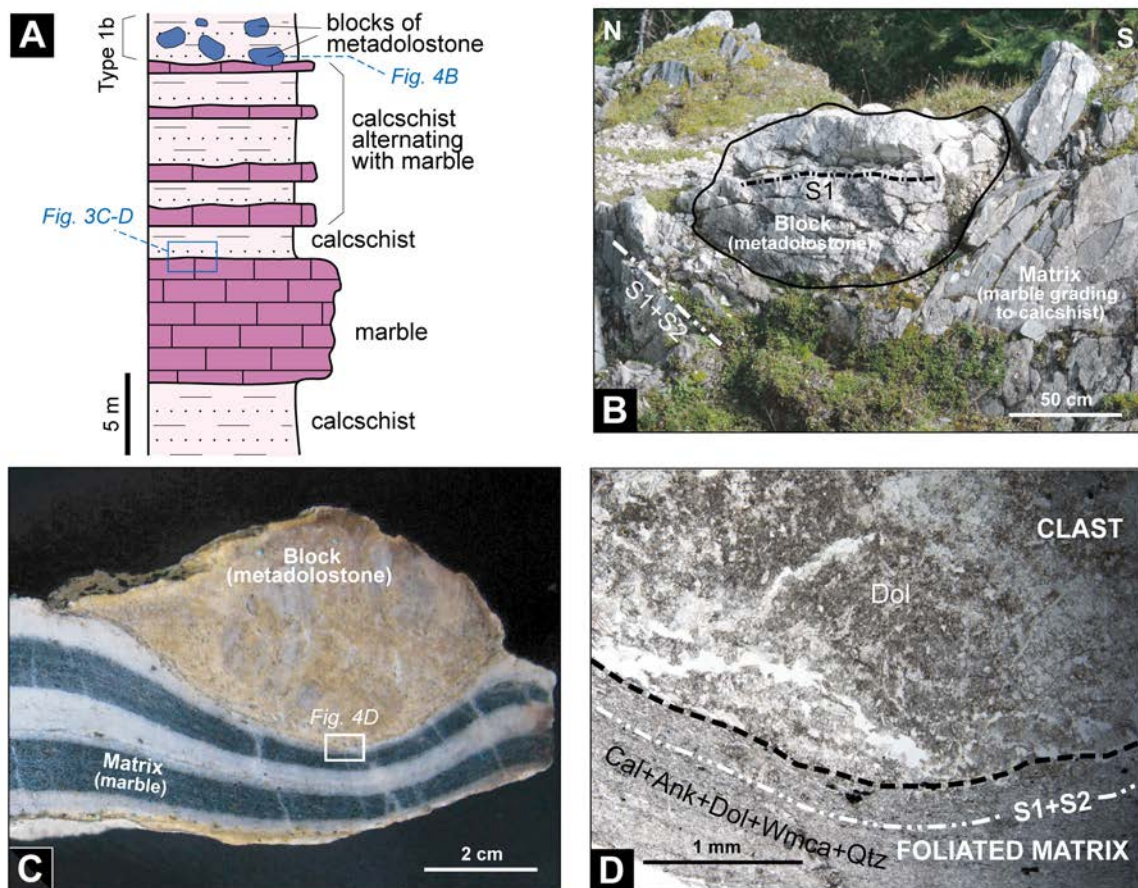 A
Type 1b
blocks of
metadolostone
Fig. 4B
calcschist
alternating
with marble
Fig. 3C-D
calcschist
marble
5 m
calcschist
N
S
S1
Block
(metadolostone)
S1+S2
Matrix
(marble grading
to calcshist)
B
50 cm
Block
(metadolostone)
Fig. 4D
Matrix
(marble)
C
2 cm
CLAST
Dol
Cal+Ank+Dol+Wmca+Qtz
S1+S2
FOLIATED MATRIX
D
1 mm